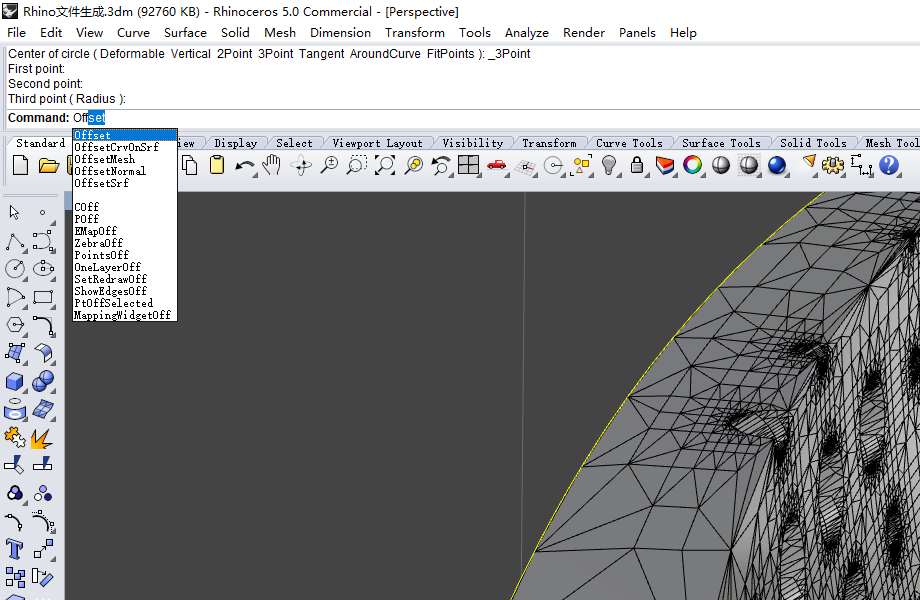 Rhino文件生成.3dm (92760 KB) - Rhinoceros 5.0 Commercial - [Perspective]
File Edit View Curve Surface Solid Mesh Dimension Transform Tools Analyze Render Panels Help
Center of circle ( Deformable Vertical 2Point 3Point Tangent AroundCurve FitPoints ): _3Point
First point:
Second point:
Third point ( Radius ):
Command: Offset
Standard iew Display Select Viewport Layout Visibility Transform Curve Tools Surface Tools Solid Tools Mesh Tool
Offset
OffsetCrvOnSrf
OffsetMesh
OffsetNormal
OffsetSrf
COff
POff
EMapOff
ZebraOff
PointsOff
OneLayerOff
SetRedrawOff
ShowEdgesOff
PtOffSelected
MappingWidgetOff